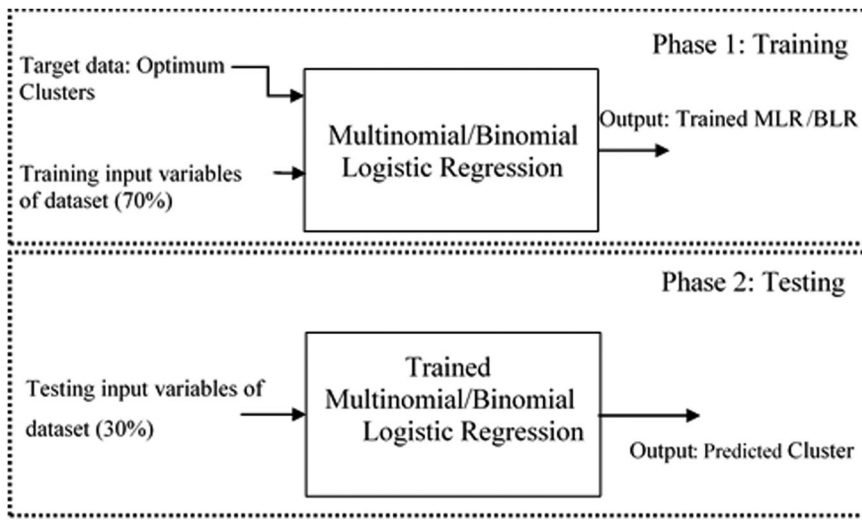 Phase 1: Training
Target data: Optimum
Clusters
Training input variables
of dataset (70%)
Multinomial/Binomial
Logistic Regression
Output: Trained MLR/BLR
Phase 2: Testing
Testing input variables of
dataset (30%)
Trained
Multinomial/Binomial
Logistic Regression
Output: Predicted Cluster